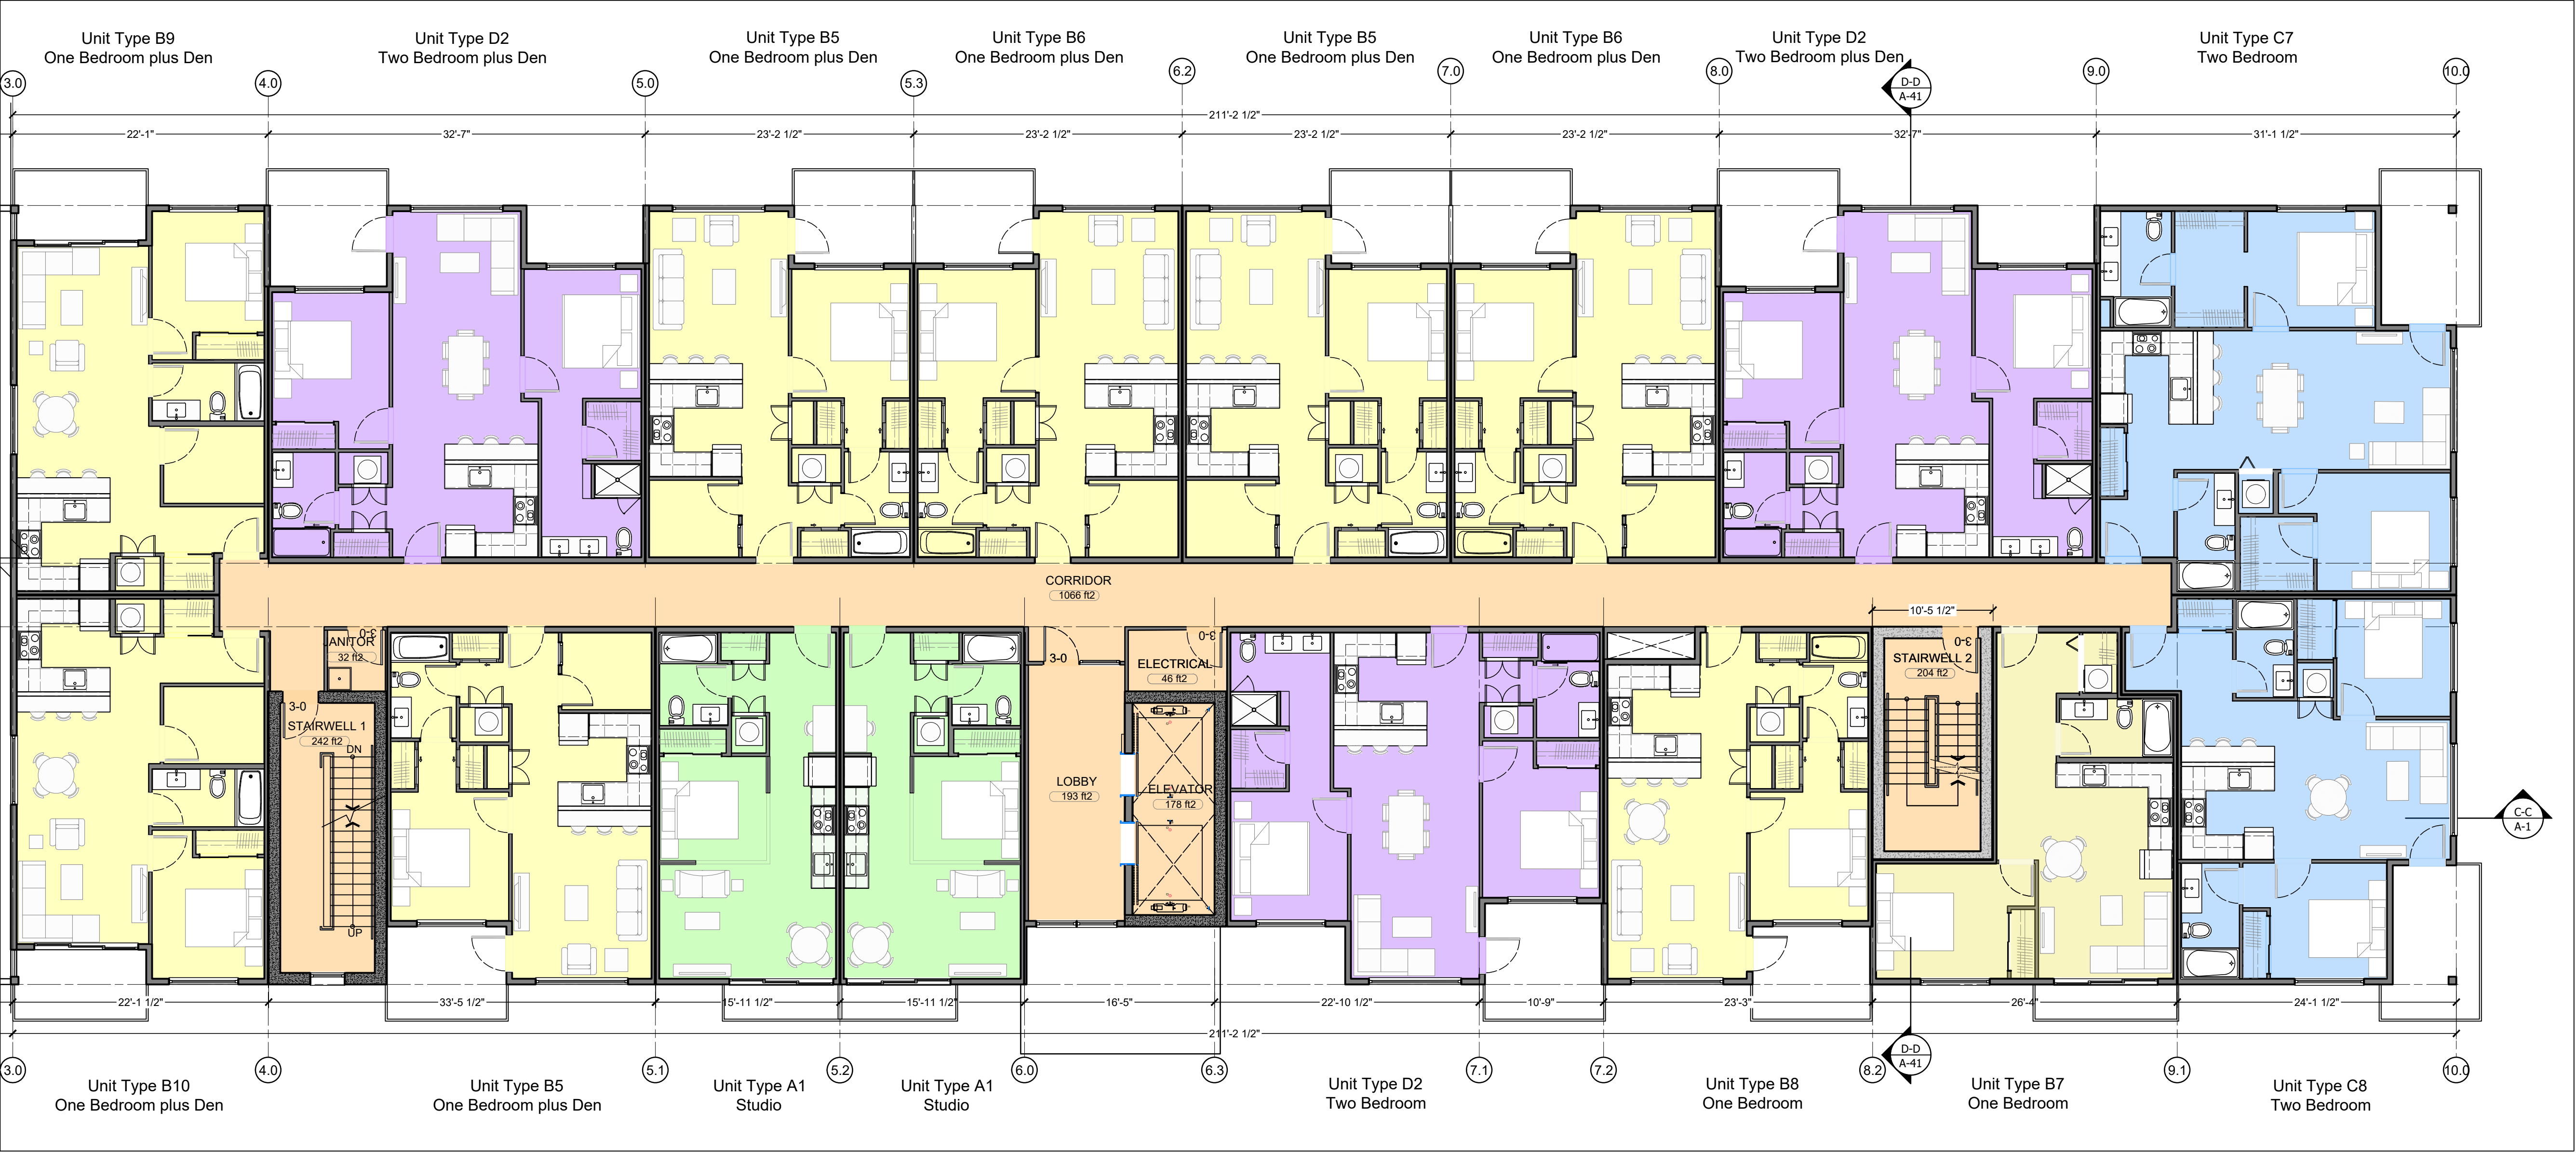 Unit Type B9
One Bedroom plus Den
Unit Type D2
Two Bedroom plus Den
Unit Type B5
One Bedroom plus Den
Unit Type B6
One Bedroom plus Den
Unit Type B5
One Bedroom plus Den
Unit Type B6
One Bedroom plus Den
Unit Type D2
Two Bedroom plus Den
Unit Type C7
Two Bedroom
3.0
4.0
5.0
5.3
6.2
7.0
8.0
9.0
10.0
D-D
A-41
211'-2 1/2"
22'-1"
32'-7"
23'-2 1/2"
23'-2 1/2"
23'-2 1/2"
23'-2 1/2"
32'-7"
31'-1 1/2"
CORRIDOR
1066 ft2
10'-5 1/2"
JANITOR
3-0
32 ft2
3-0
STAIRWELL 1
242 ft2
DN
UP
3-0
LOBBY
193 ft2
3-0
ELECTRICAL
46 ft2
ELEVATOR
178 ft2
3-0
STAIRWELL 2
204 ft2
C-C
A-1
22'-1 1/2"
33'-5 1/2"
15'-11 1/2"
15'-11 1/2"
16'-5"
22'-10 1/2"
10'-9"
23'-3"
26'-4"
24'-1 1/2"
211'-2 1/2"
3.0
4.0
5.1
5.2
6.0
6.3
7.1
7.2
8.2
D-D
A-41
9.1
10.0
Unit Type B10
One Bedroom plus Den
Unit Type B5
One Bedroom plus Den
Unit Type A1
Studio
Unit Type A1
Studio
Unit Type D2
Two Bedroom
Unit Type B8
One Bedroom
Unit Type B7
One Bedroom
Unit Type C8
Two Bedroom